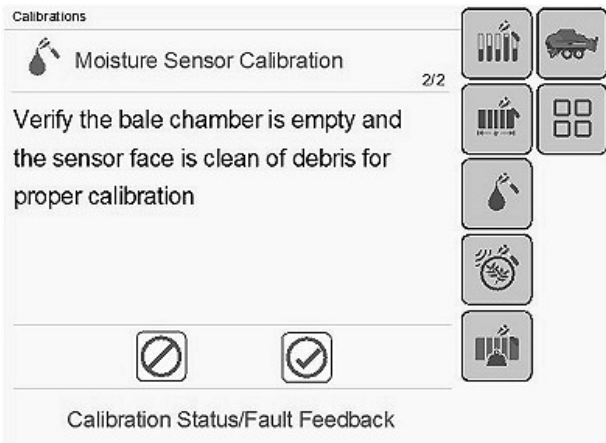 Calibrations
Moisture Sensor Calibration
2/2
Verify the bale chamber is empty and
the sensor face is clean of debris for
proper calibration
Calibration Status/Fault Feedback